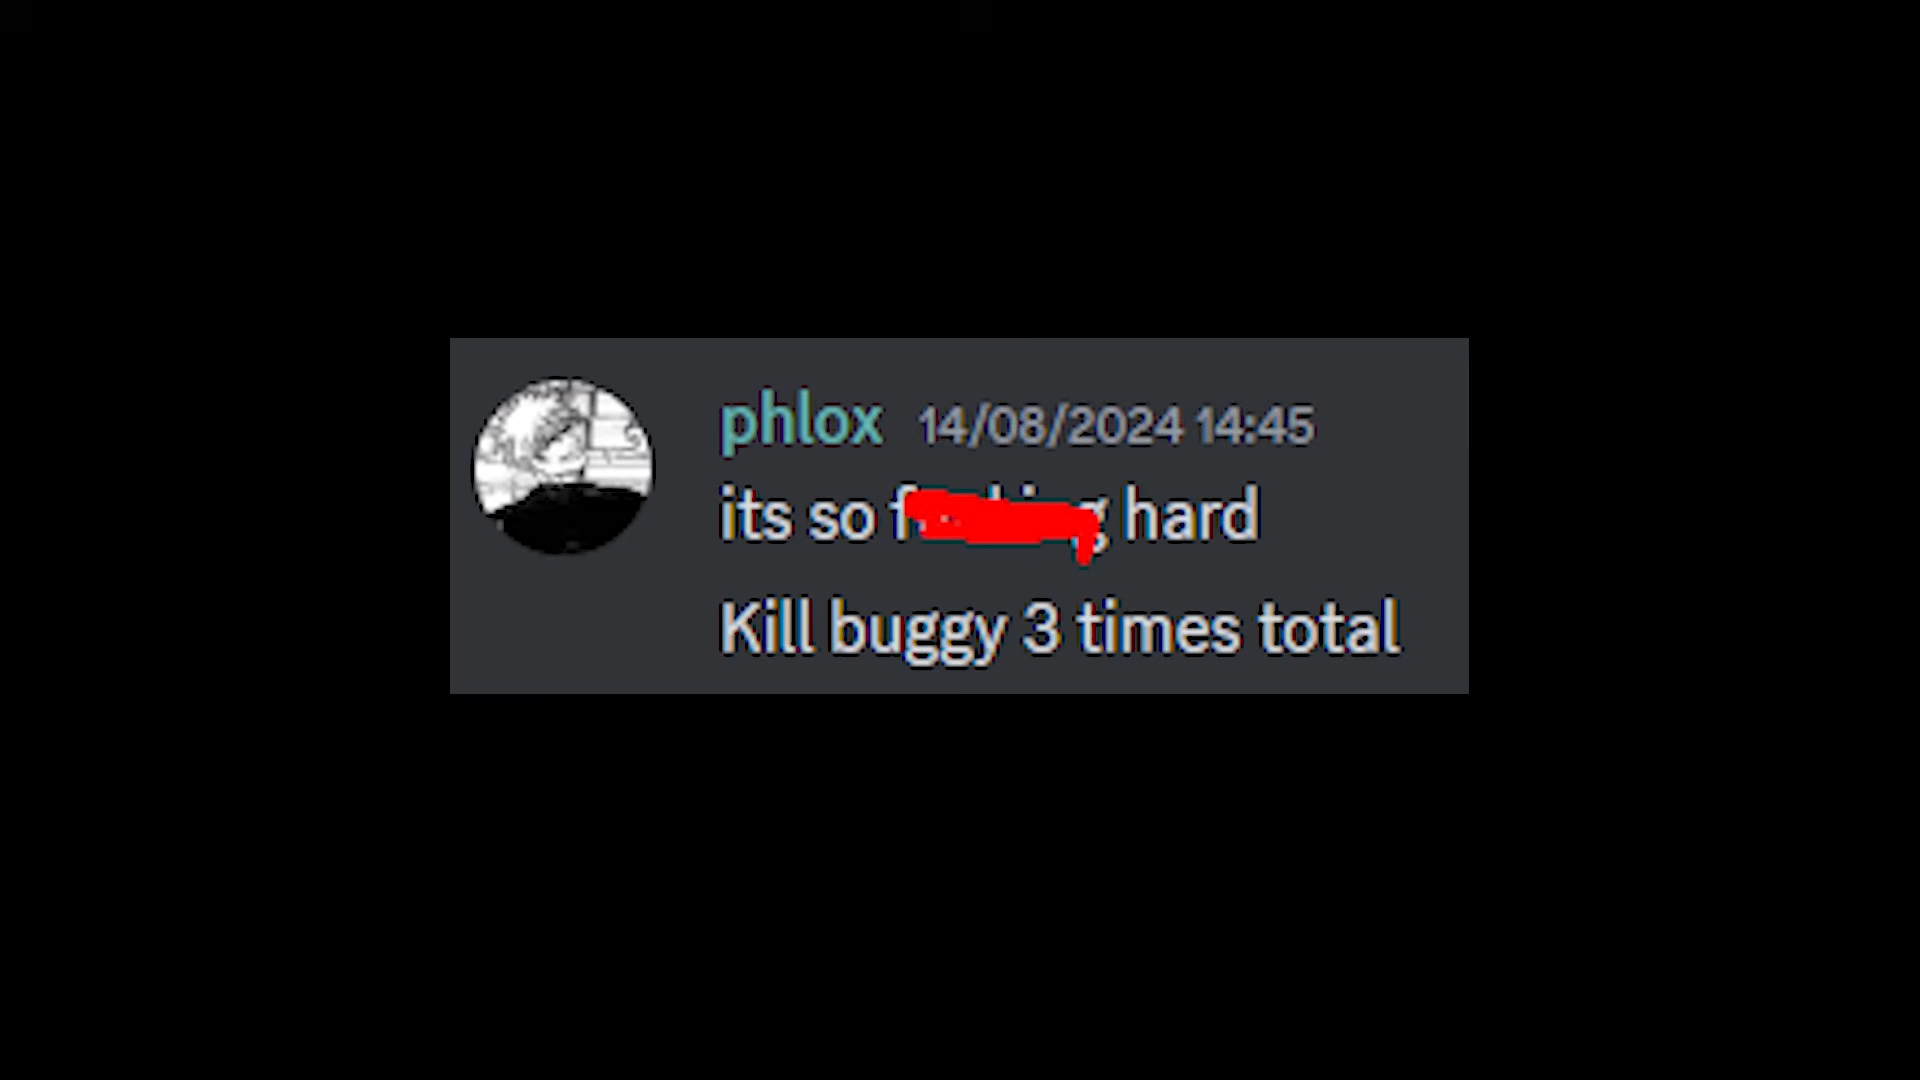 phlox 14/08/2024 14:45
its so hard
Kill buggy 3 times total